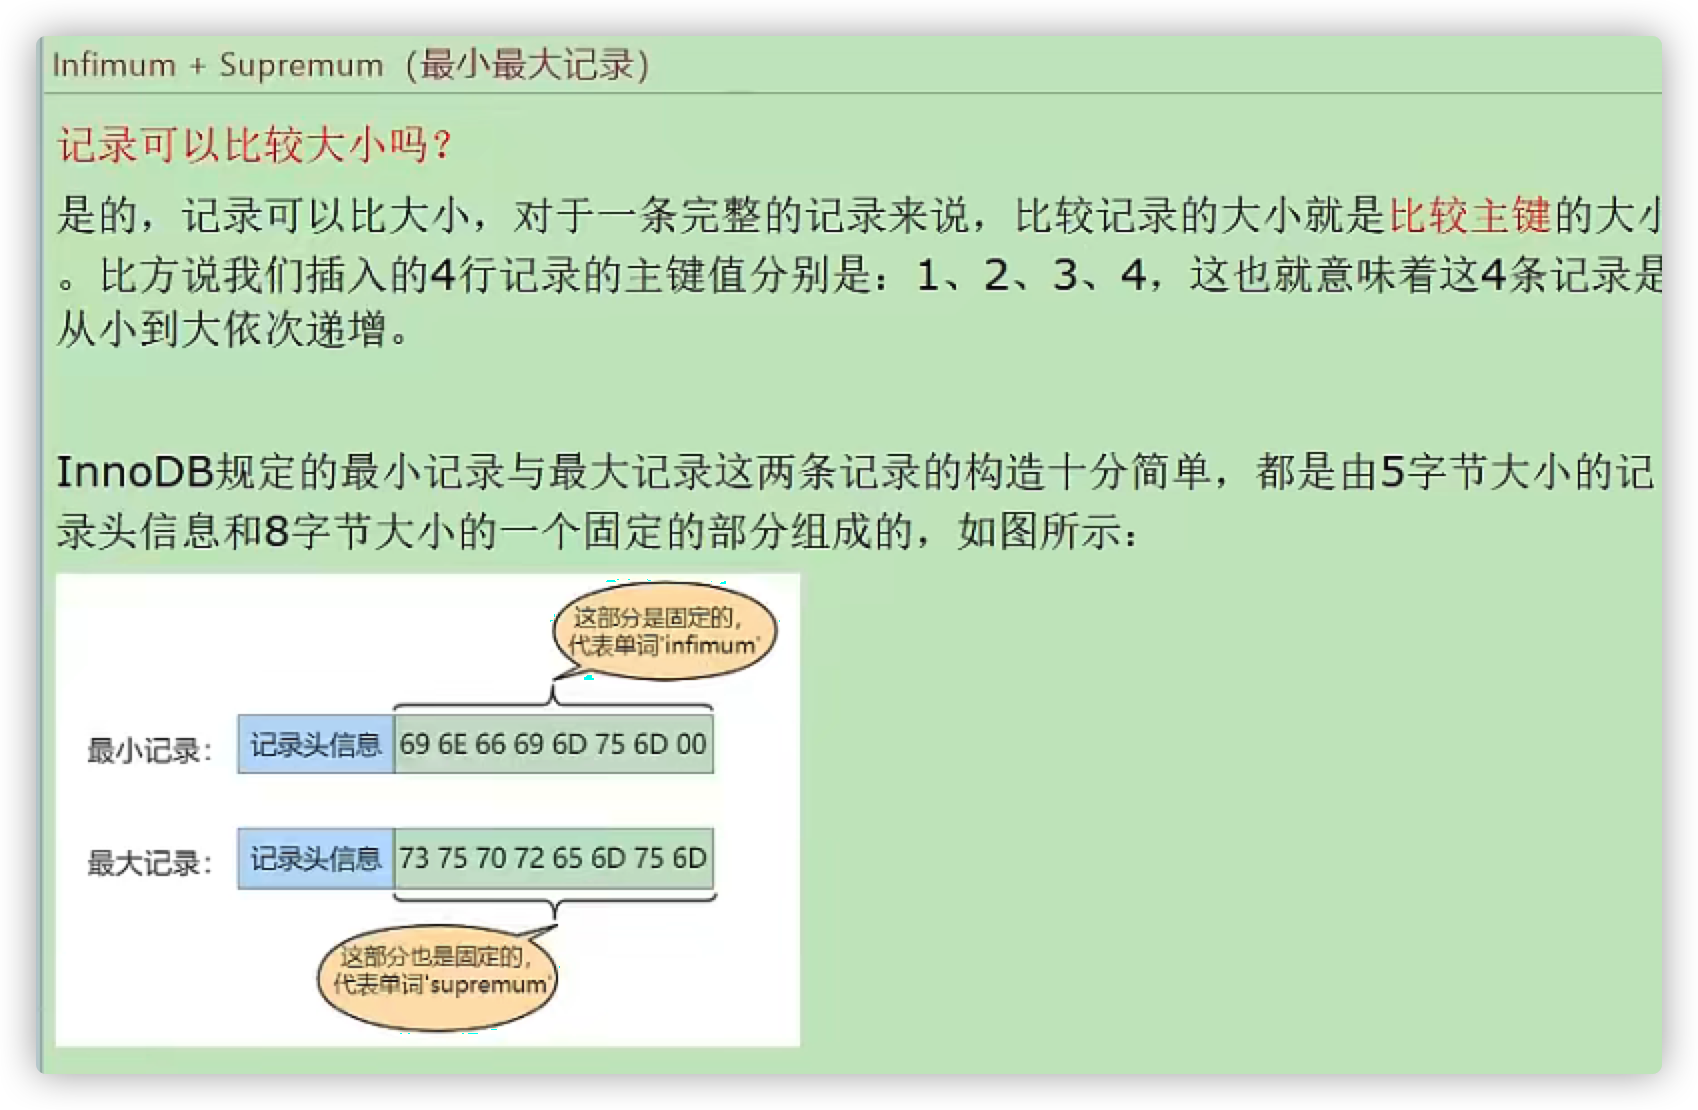 Infimum + Supremum（最小最大记录）
记录可以比较大小吗？
是的，记录可以比大小，对于一条完整的记录来说，比较记录的大小就是比较主键的大小
。比方说我们插入的4行记录的主键值分别是：1、2、3、4，这也就意味着这4条记录是
从小到大依次递增。
InnoDB规定的最小记录与最大记录这两条记录的构造十分简单，都是由5字节大小的记
录头信息和8字节大小的一个固定的部分组成的，如图所示：
这部分是固定的，
代表单词'infimum'
最小记录： 记录头信息 69 6E 66 69 6D 75 6D 00
最大记录： 记录头信息 73 75 70 72 65 6D 75 6D
这部分也是固定的，
代表单词'supremum'